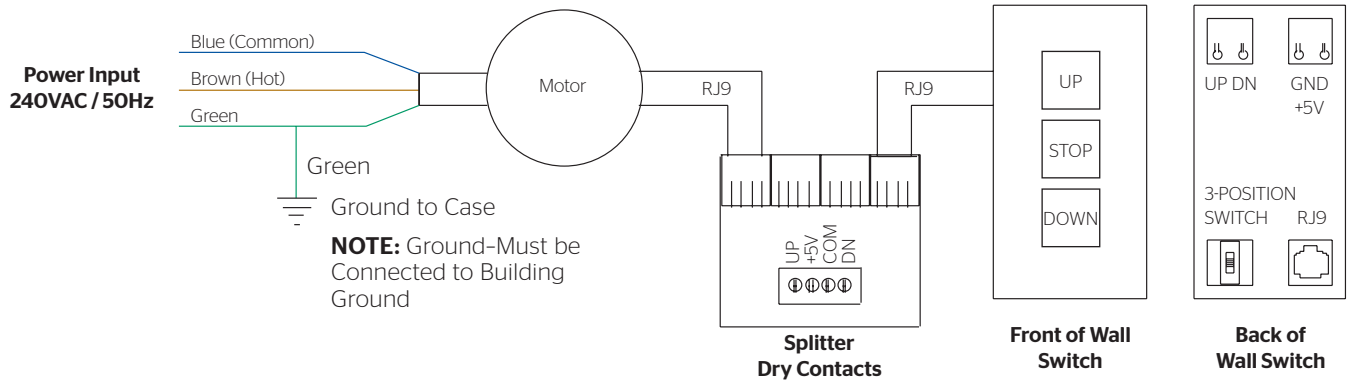 Power Input
240VAC / 50Hz
Blue (Common)
Brown (Hot)
Green
Green
Ground to Case
NOTE: Ground-Must be
Connected to Building
Ground
Motor
RJ9
RJ9
UP
+5V
COM
DN
Splitter
Dry Contacts
UP
STOP
DOWN
Front of Wall
Switch
UP DN
GND
+5V
3-POSITION
SWITCH
RJ9
Back of
Wall Switch